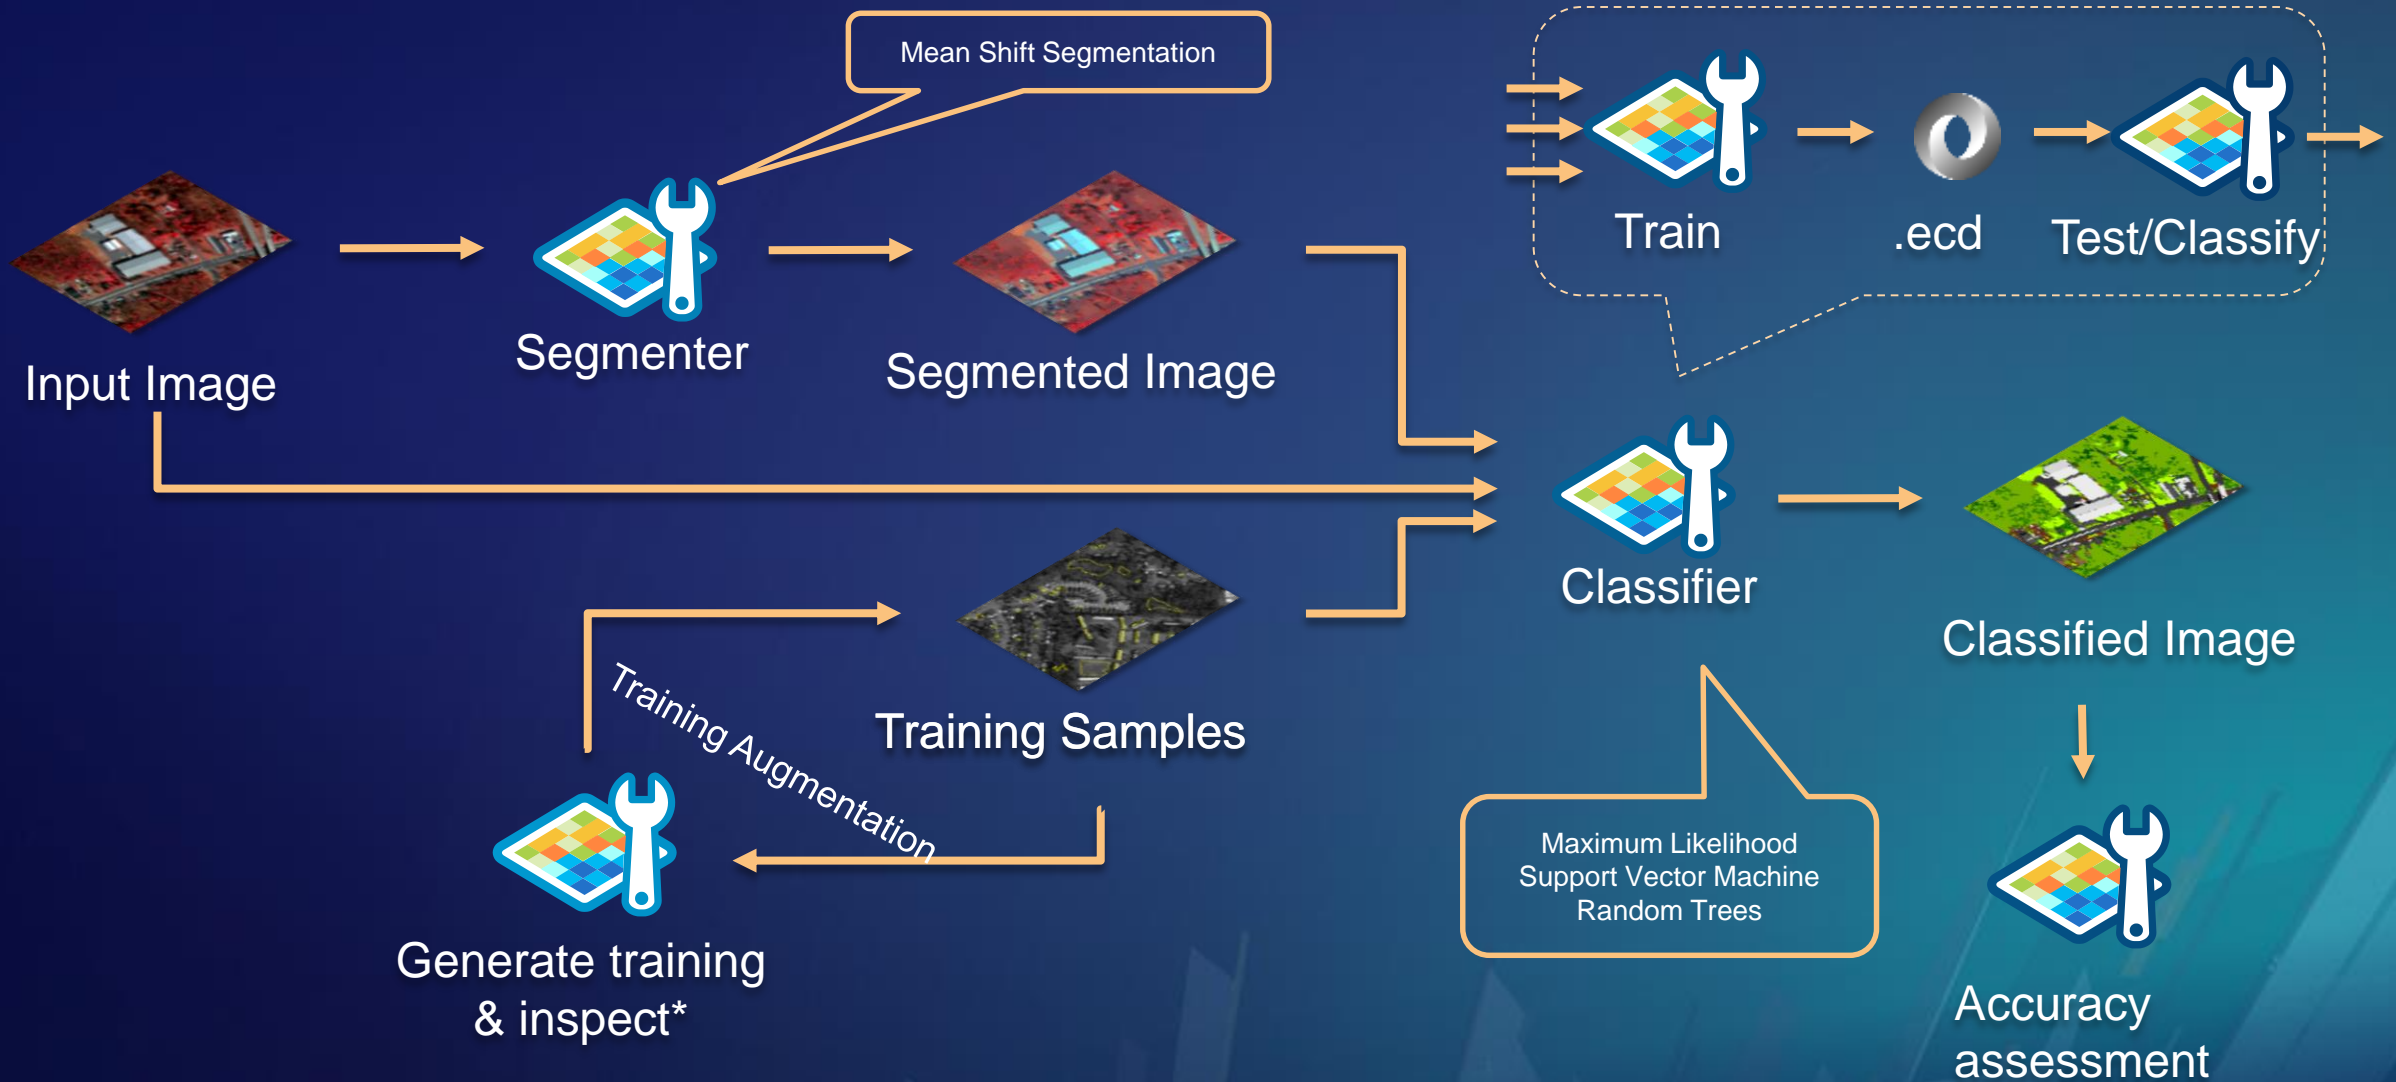 Mean Shift Segmentation
Train
.ecd
Test/Classify
Input Image
Segmenter
Segmented Image
Classifier
Classified Image
Training Samples
Training Augmentation
Generate training
& inspect*
Maximum Likelihood
Support Vector Machine
Random Trees
Accuracy
assessment